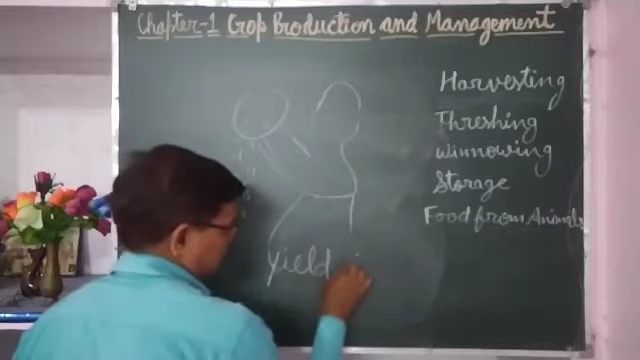 Chapter-1 Crop Production and Management
Harvesting
Threshing
Winnowing
Storage
Food from Animals
yield